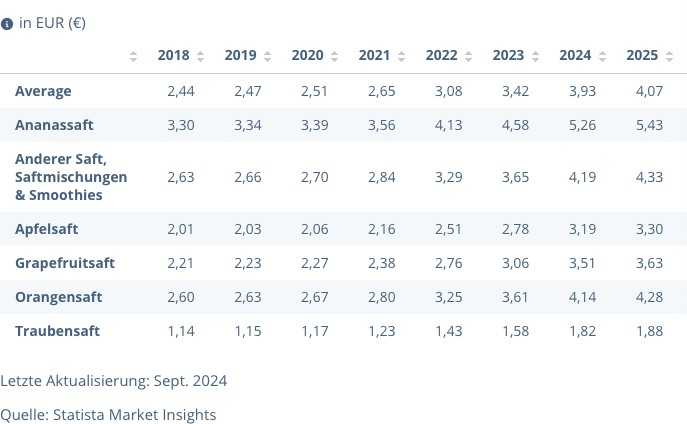 in EUR (€)
2018 2019 2020 2021 2022 2023 2024 2025
Average 2,44 2,47 2,51 2,65 3,08 3,42 3,93 4,07
Ananassaft 3,30 3,34 3,39 3,56 4,13 4,58 5,26 5,43
Anderer Saft,
Saftmischungen 2,63 2,66 2,70 2,84 3,29 3,65 4,19 4,33
& Smoothies
Apfelsaft 2,01 2,03 2,06 2,16 2,51 2,78 3,19 3,30
Grapefruitsaft 2,21 2,23 2,27 2,38 2,76 3,06 3,51 3,63
Orangensaft 2,60 2,63 2,67 2,80 3,25 3,61 4,14 4,28
Traubensaft 1,14 1,15 1,17 1,23 1,43 1,58 1,82 1,88
Letzte Aktualisierung: Sept. 2024
Quelle: Statista Market Insights